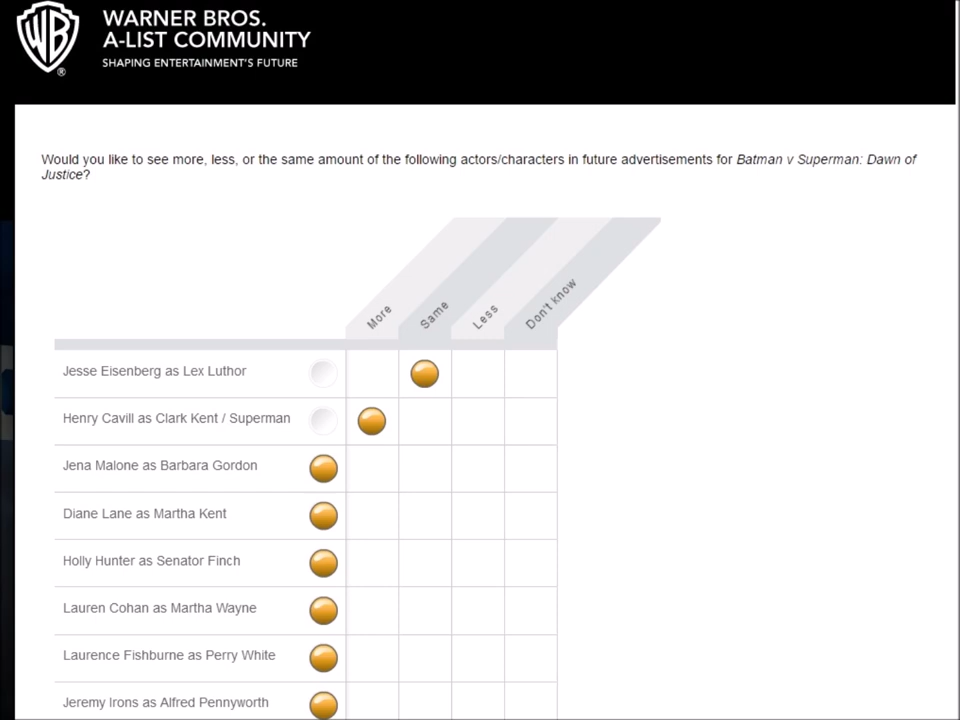 WB
WARNER BROS.
A-LIST COMMUNITY
SHAPING ENTERTAINMENT'S FUTURE
®
Would you like to see more, less, or the same amount of the following actors/characters in future advertisements for Batman v Superman: Dawn of
Justice?
More
Same
Less
Don't know
Jesse Eisenberg as Lex Luthor
Henry Cavill as Clark Kent / Superman
Jena Malone as Barbara Gordon
Diane Lane as Martha Kent
Holly Hunter as Senator Finch
Lauren Cohan as Martha Wayne
Laurence Fishburne as Perry White
Jeremy Irons as Alfred Pennyworth